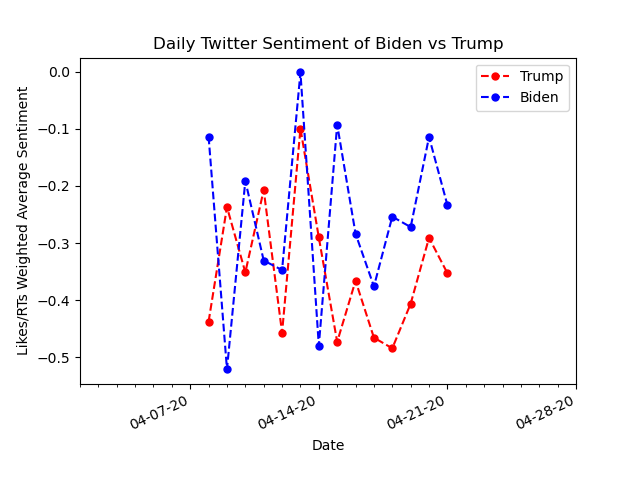 Daily Twitter Sentiment of Biden vs Trump
Trump
Biden
Likes/RTs Weighted Average Sentiment
0.0
−0.1
−0.2
−0.3
−0.4
−0.5
04-07-20
04-14-20
04-21-20
04-28-20
Date